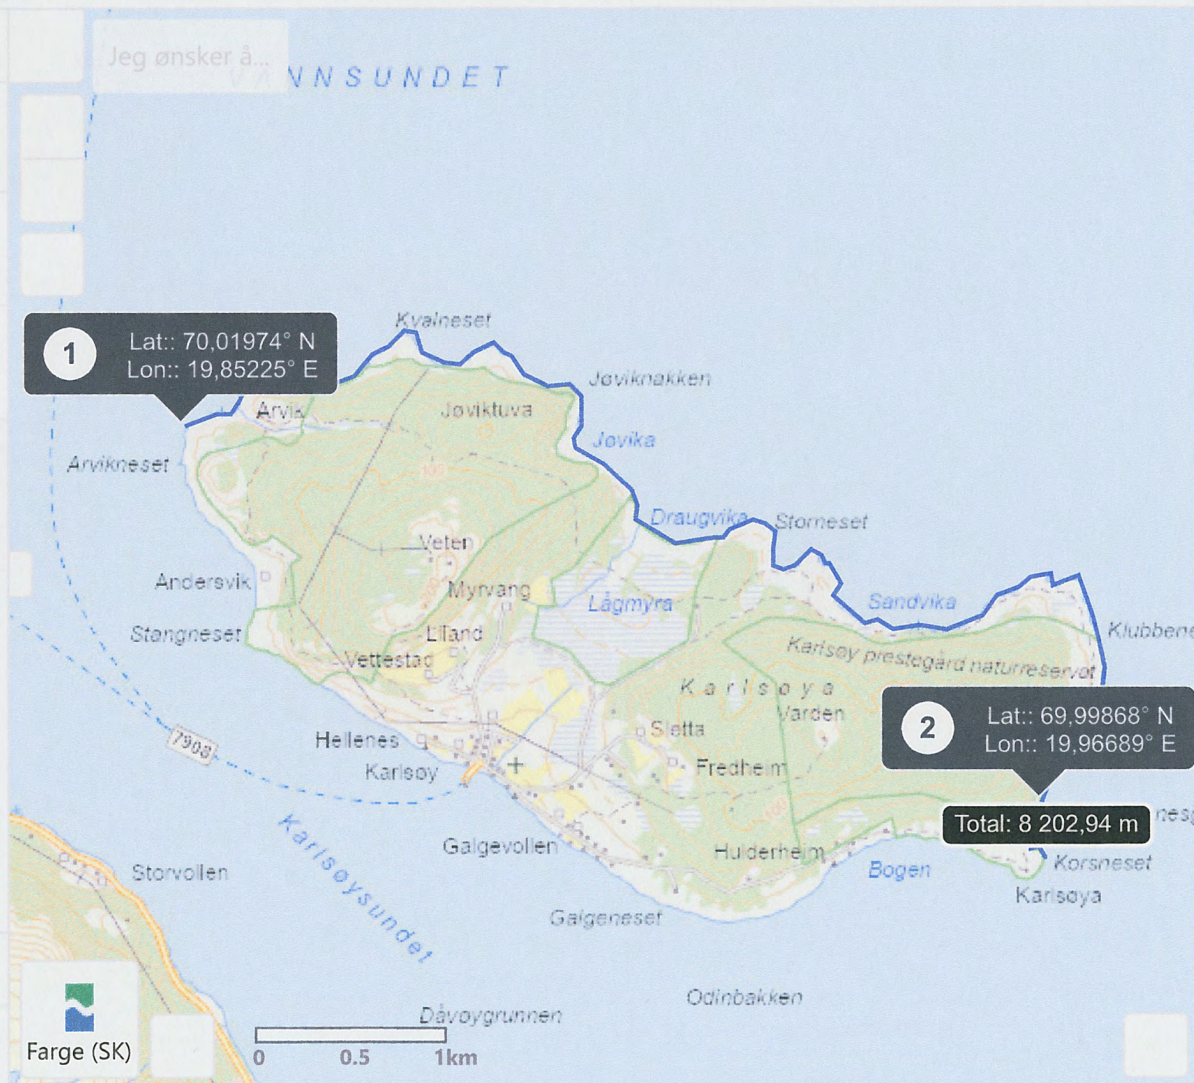 Jeg ønsker å...
VANNSUNDET
Kvalneset
1
Lat:: 70,01974° N
Lon:: 19,85225° E
Jøviknakken
Arvik
Jøviktuva
Jøvika
Arvikneset
100
Draugvika
Storneset
Veten
Andersvik
Myrvang
Lågmyra
Sandvika
Stangneset
Liland
Klubbene
Vettestad
Karlsøy prestegård naturreservat
Karlsøya
Varden
2
Lat:: 69,99868° N
Lon:: 19,96689° E
Sletta
7908
Hellenes
Karlsøy
Fredheim
100
Total: 8 202,94 m
Galgevollen
Hulderheim
Bogen
Korsneset
Karlsøya
Storvollen
Karlsøysundet
Galgeneset
Odinbakken
Dåvøygrunnen
Farge (SK)
0 0.5 1km